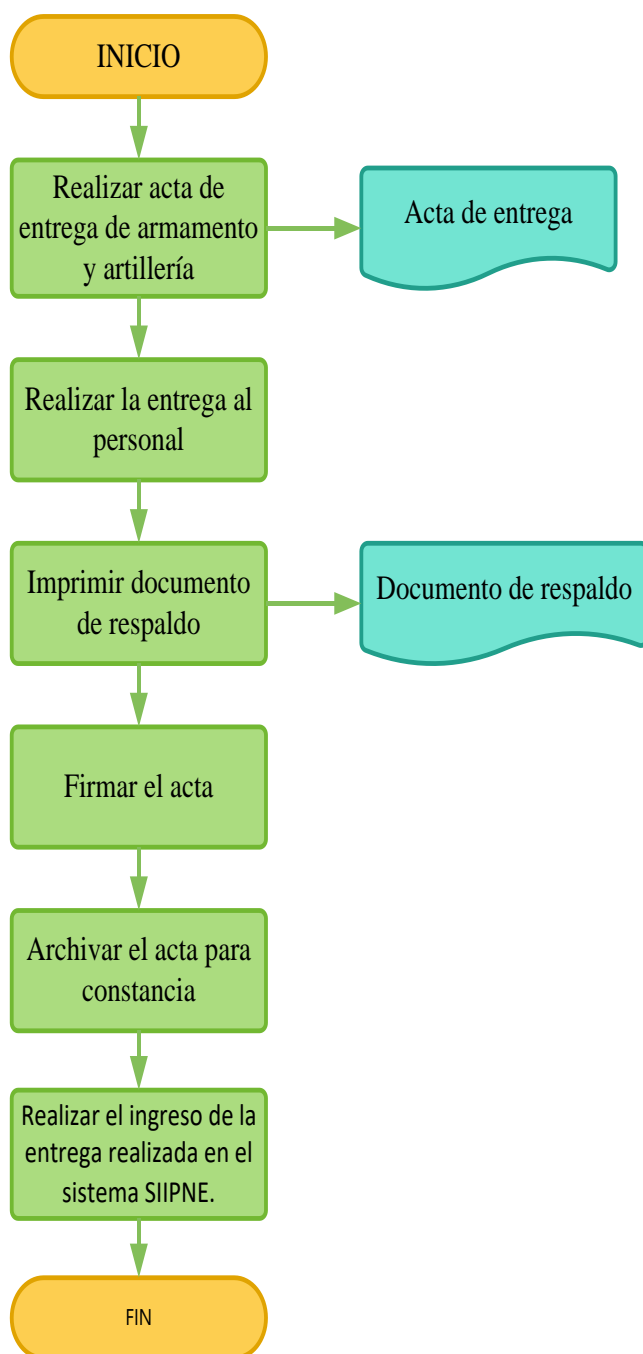 INICIO
Realizar acta de
entrega de armamento
y artillería
Acta de entrega
Realizar la entrega al
personal
Imprimir documento
de respaldo
Documento de respaldo
Firmar el acta
Archivar el acta para
constancia
Realizar el ingreso de la
entrega realizada en el
sistema SIIPNE.
FIN